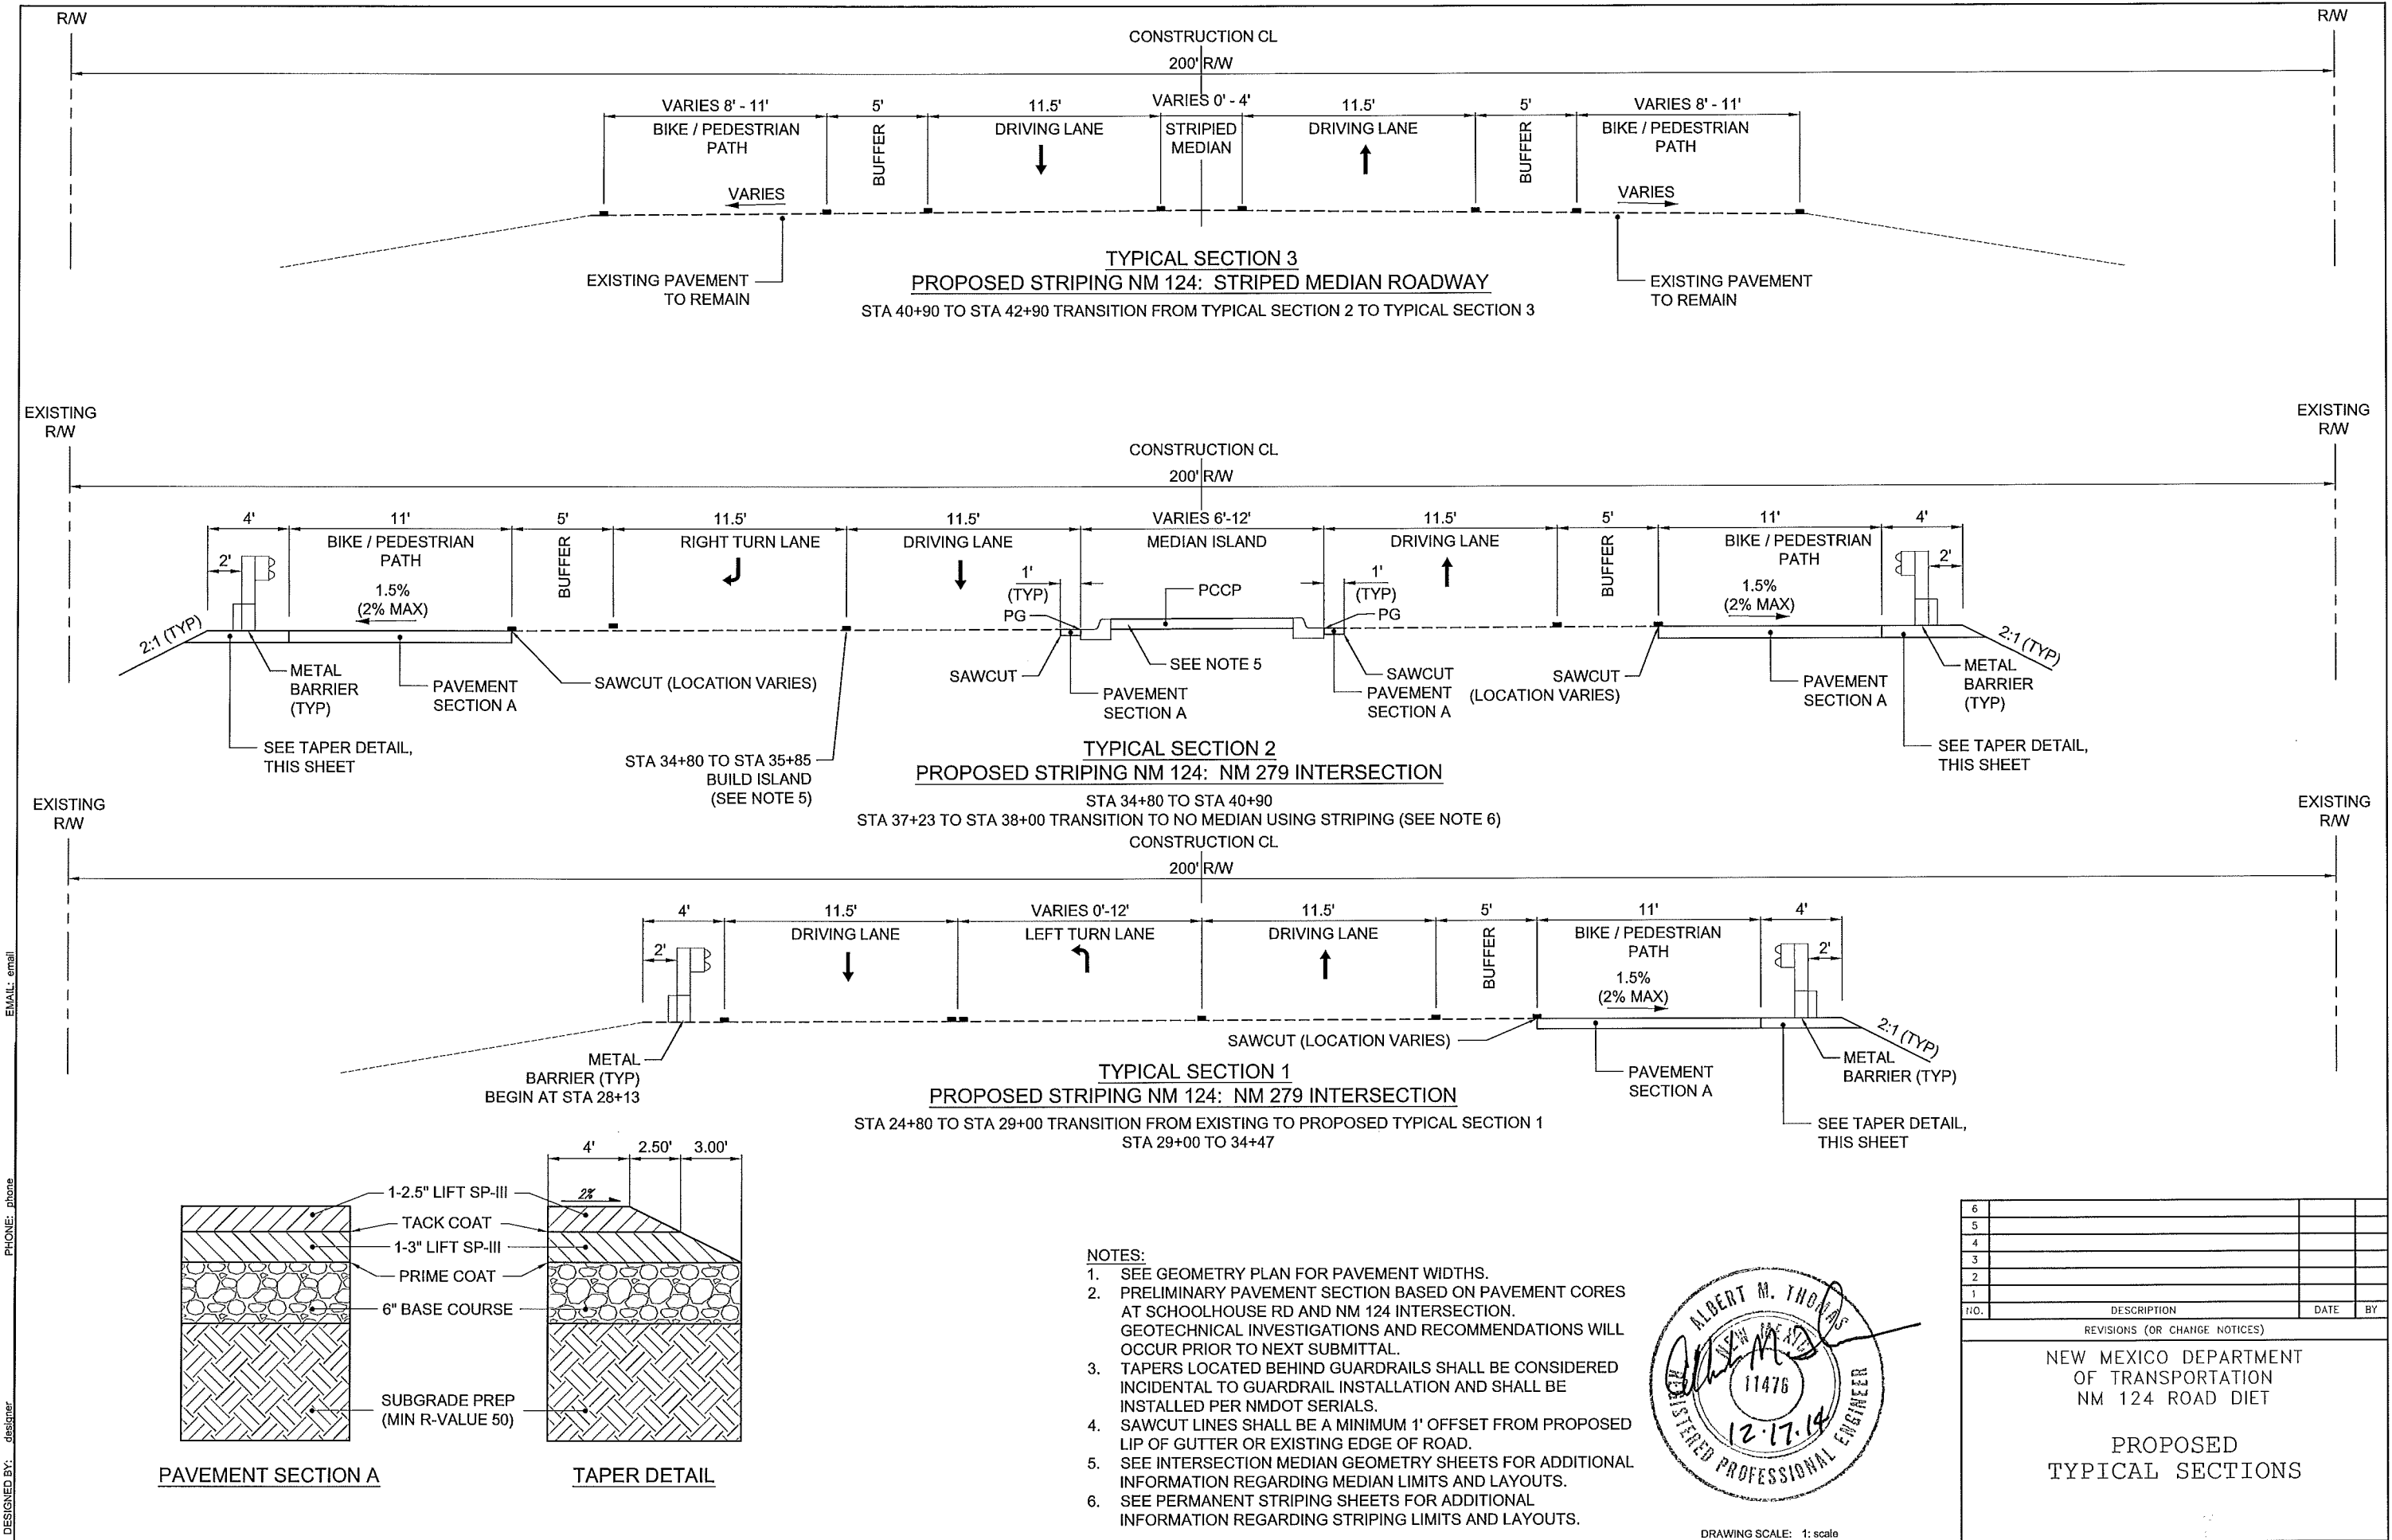 R/W
R/W
CONSTRUCTION CL
200' R/W
VARIES 8' - 11'
5'
11.5'
VARIES 0' - 4'
11.5'
5'
VARIES 8' - 11'
BIKE / PEDESTRIAN
PATH
BUFFER
DRIVING LANE
STRIPIED
MEDIAN
DRIVING LANE
BUFFER
BIKE / PEDESTRIAN
PATH
VARIES
VARIES
EXISTING PAVEMENT
TO REMAIN
EXISTING PAVEMENT
TO REMAIN
TYPICAL SECTION 3
PROPOSED STRIPING NM 124: STRIPED MEDIAN ROADWAY
STA 40+90 TO STA 42+90 TRANSITION FROM TYPICAL SECTION 2 TO TYPICAL SECTION 3
EXISTING
R/W
EXISTING
R/W
CONSTRUCTION CL
200' R/W
4'
11'
5'
11.5'
11.5'
VARIES 6'-12'
11.5'
5'
11'
4'
2'
BIKE / PEDESTRIAN
PATH
BUFFER
RIGHT TURN LANE
DRIVING LANE
MEDIAN ISLAND
DRIVING LANE
BUFFER
BIKE / PEDESTRIAN
PATH
2'
1.5%
(2% MAX)
1'
(TYP)
PG
PCCP
1'
(TYP)
PG
1.5%
(2% MAX)
2:1 (TYP)
2:1 (TYP)
METAL
BARRIER
(TYP)
PAVEMENT
SECTION A
SAWCUT (LOCATION VARIES)
SAWCUT
PAVEMENT
SECTION A
SEE NOTE 5
SAWCUT
PAVEMENT
SECTION A
SAWCUT
(LOCATION VARIES)
PAVEMENT
SECTION A
METAL
BARRIER
(TYP)
SEE TAPER DETAIL,
THIS SHEET
SEE TAPER DETAIL,
THIS SHEET
STA 34+80 TO STA 35+85
BUILD ISLAND
(SEE NOTE 5)
TYPICAL SECTION 2
PROPOSED STRIPING NM 124: NM 279 INTERSECTION
STA 34+80 TO STA 40+90
STA 37+23 TO STA 38+00 TRANSITION TO NO MEDIAN USING STRIPING (SEE NOTE 6)
EXISTING
R/W
EXISTING
R/W
CONSTRUCTION CL
200' R/W
4'
11.5'
VARIES 0'-12'
11.5'
5'
11'
4'
2'
DRIVING LANE
LEFT TURN LANE
DRIVING LANE
BUFFER
BIKE / PEDESTRIAN
PATH
2'
1.5%
(2% MAX)
2:1 (TYP)
METAL
BARRIER (TYP)
BEGIN AT STA 28+13
SAWCUT (LOCATION VARIES)
PAVEMENT
SECTION A
METAL
BARRIER (TYP)
SEE TAPER DETAIL,
THIS SHEET
TYPICAL SECTION 1
PROPOSED STRIPING NM 124: NM 279 INTERSECTION
STA 24+80 TO STA 29+00 TRANSITION FROM EXISTING TO PROPOSED TYPICAL SECTION 1
STA 29+00 TO 34+47
4'
2.50'
3.00'
2%
1-2.5" LIFT SP-III
TACK COAT
1-3" LIFT SP-III
PRIME COAT
6" BASE COURSE
SUBGRADE PREP
(MIN R-VALUE 50)
PAVEMENT SECTION A
TAPER DETAIL
NOTES:
1. SEE GEOMETRY PLAN FOR PAVEMENT WIDTHS.
2. PRELIMINARY PAVEMENT SECTION BASED ON PAVEMENT CORES
AT SCHOOLHOUSE RD AND NM 124 INTERSECTION.
GEOTECHNICAL INVESTIGATIONS AND RECOMMENDATIONS WILL
OCCUR PRIOR TO NEXT SUBMITTAL.
3. TAPERS LOCATED BEHIND GUARDRAILS SHALL BE CONSIDERED
INCIDENTAL TO GUARDRAIL INSTALLATION AND SHALL BE
INSTALLED PER NMDOT SERIALS.
4. SAWCUT LINES SHALL BE A MINIMUM 1' OFFSET FROM PROPOSED
LIP OF GUTTER OR EXISTING EDGE OF ROAD.
5. SEE INTERSECTION MEDIAN GEOMETRY SHEETS FOR ADDITIONAL
INFORMATION REGARDING MEDIAN LIMITS AND LAYOUTS.
6. SEE PERMANENT STRIPING SHEETS FOR ADDITIONAL
INFORMATION REGARDING STRIPING LIMITS AND LAYOUTS.
ALBERT M. THOMAS
NEW MEXICO
11476
12.17.14
REGISTERED PROFESSIONAL ENGINEER
DRAWING SCALE: 1: scale
6
5
4
3
2
1
NO. DESCRIPTION DATE BY
REVISIONS (OR CHANGE NOTICES)
NEW MEXICO DEPARTMENT
OF TRANSPORTATION
NM 124 ROAD DIET
PROPOSED
TYPICAL SECTIONS
DESIGNED BY: designer PHONE: phone EMAIL: email